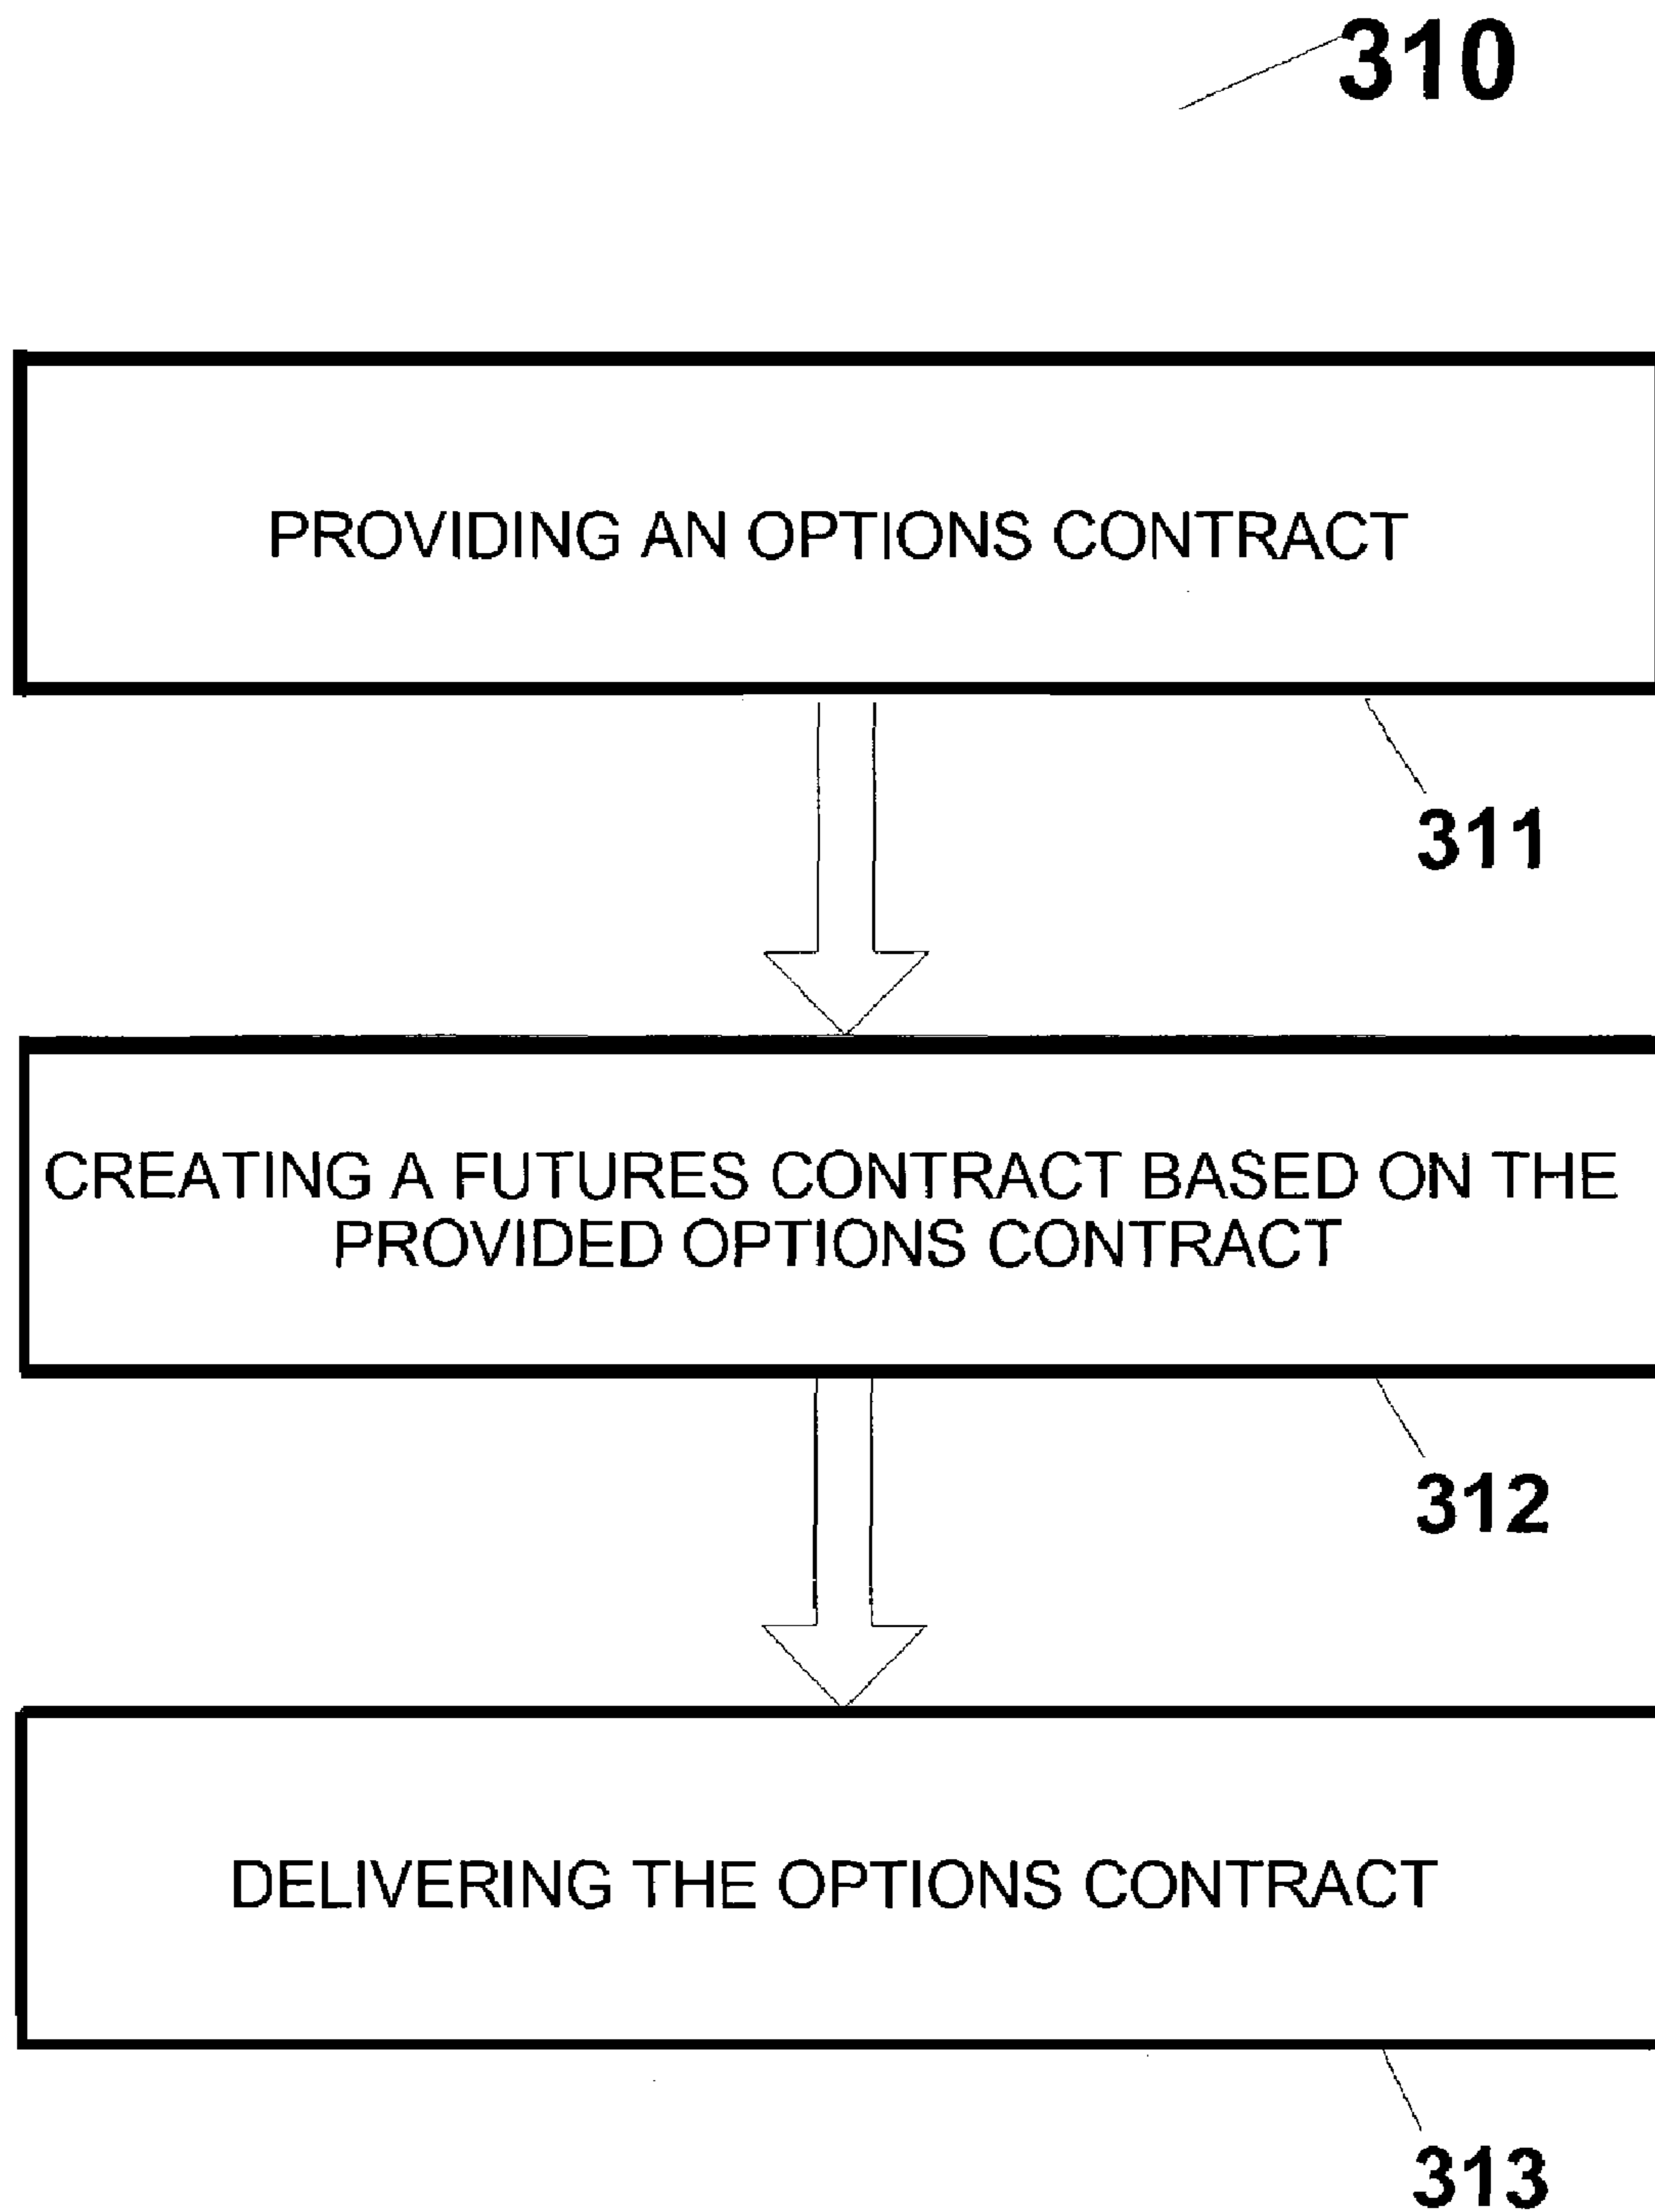 310
PROVIDING AN OPTIONS CONTRACT
311
CREATING A FUTURES CONTRACT BASED ON THE
PROVIDED OPTIONS CONTRACT
312
DELIVERING THE OPTIONS CONTRACT
313